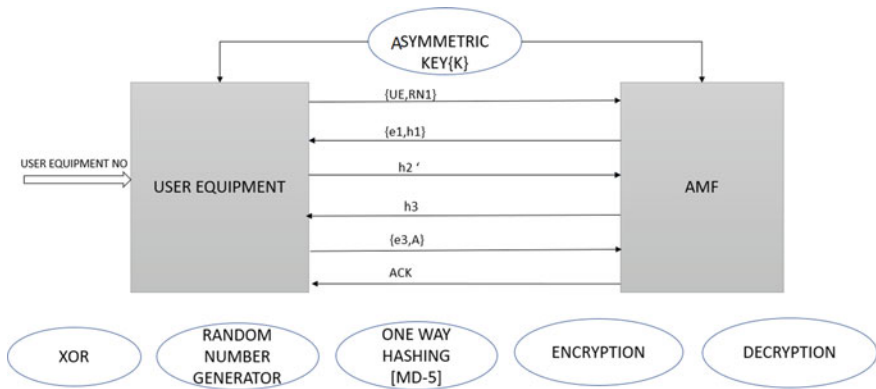 ASYMMETRIC
KEY{K}
{UE,RN1}
{e1,h1}
USER EQUIPMENT NO
USER EQUIPMENT
h2 ‘
AMF
h3
{e3,A}
ACK
XOR
RANDOM
NUMBER
GENERATOR
ONE WAY
HASHING
[MD-5]
ENCRYPTION
DECRYPTION